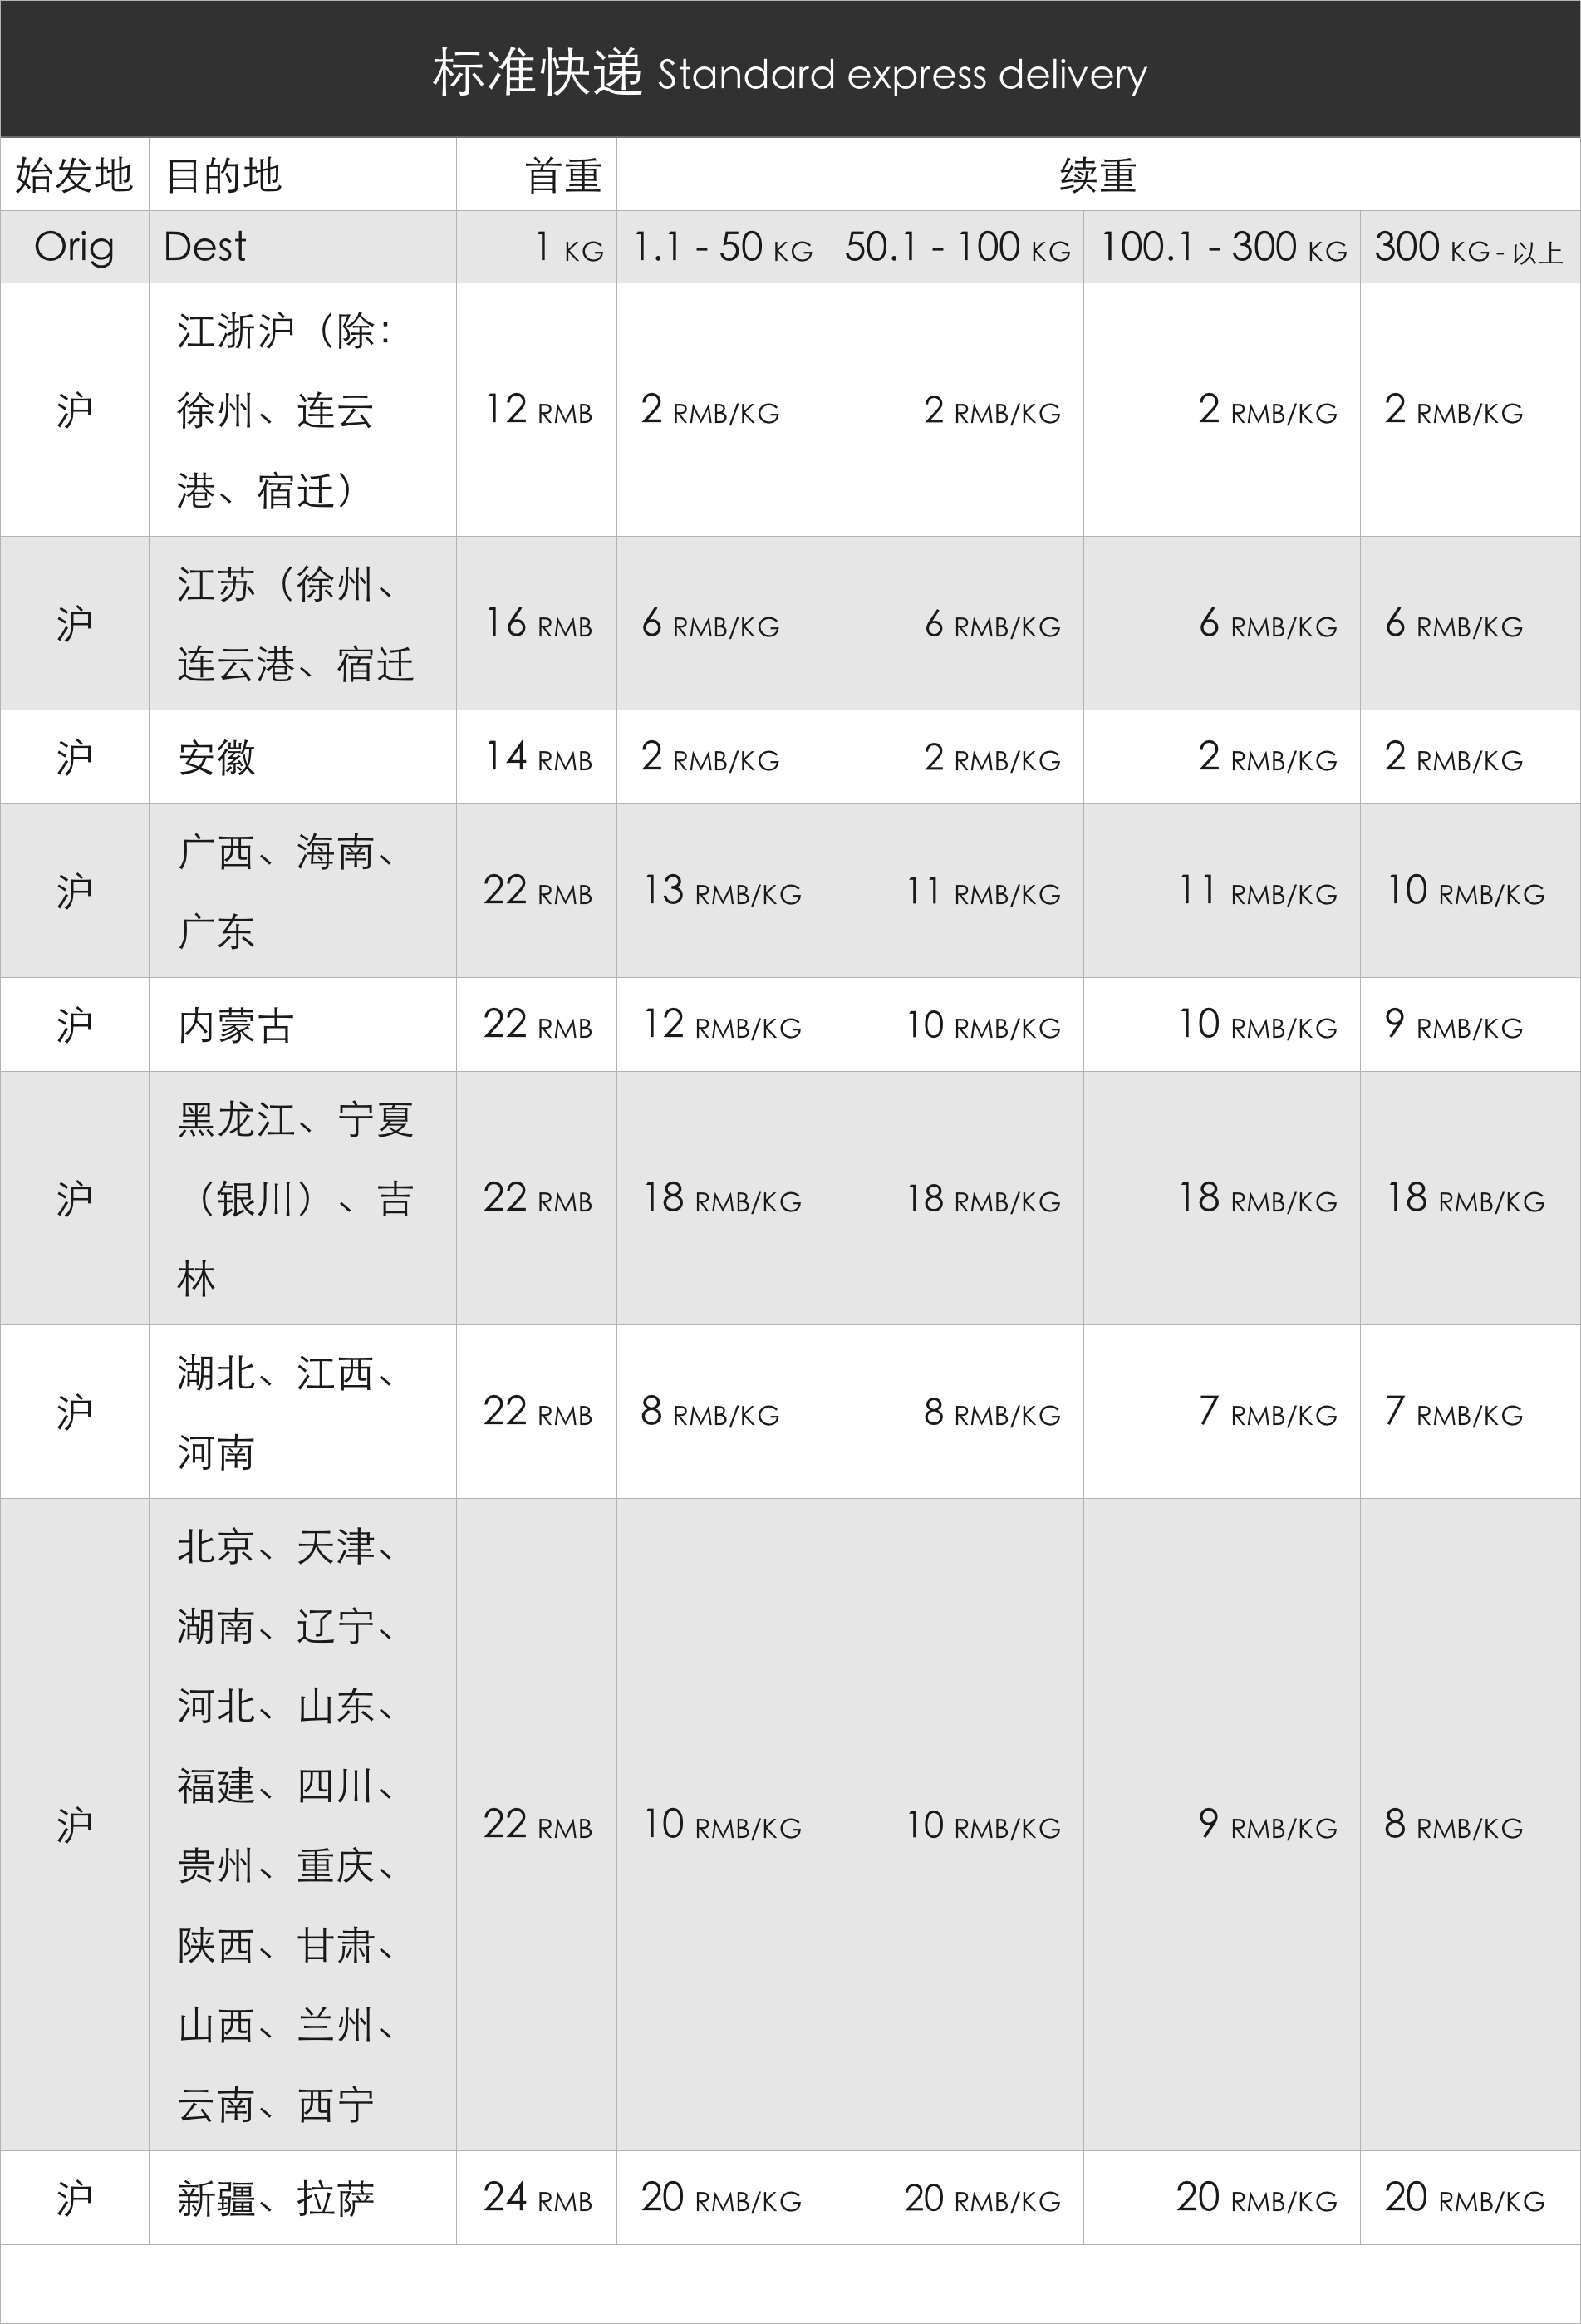 标准快递 Standard express delivery
始发地 目的地 首重 续重
Orig Dest 1 KG 1.1 - 50 KG 50.1 - 100 KG 100.1 - 300 KG 300 KG - 以上
江浙沪（除：
沪 徐州、连云 12 RMB 2 RMB/KG 2 RMB/KG 2 RMB/KG 2 RMB/KG
港、宿迁）
江苏（徐州、
沪 16 RMB 6 RMB/KG 6 RMB/KG 6 RMB/KG 6 RMB/KG
连云港、宿迁
沪 安徽 14 RMB 2 RMB/KG 2 RMB/KG 2 RMB/KG 2 RMB/KG
广西、海南、
沪 22 RMB 13 RMB/KG 11 RMB/KG 11 RMB/KG 10 RMB/KG
广东
沪 内蒙古 22 RMB 12 RMB/KG 10 RMB/KG 10 RMB/KG 9 RMB/KG
黑龙江、宁夏
沪 （银川）、吉 22 RMB 18 RMB/KG 18 RMB/KG 18 RMB/KG 18 RMB/KG
林
湖北、江西、
沪 22 RMB 8 RMB/KG 8 RMB/KG 7 RMB/KG 7 RMB/KG
河南
北京、天津、
湖南、辽宁、
河北、山东、
福建、四川、
沪 22 RMB 10 RMB/KG 10 RMB/KG 9 RMB/KG 8 RMB/KG
贵州、重庆、
陕西、甘肃、
山西、兰州、
云南、西宁
沪 新疆、拉萨 24 RMB 20 RMB/KG 20 RMB/KG 20 RMB/KG 20 RMB/KG